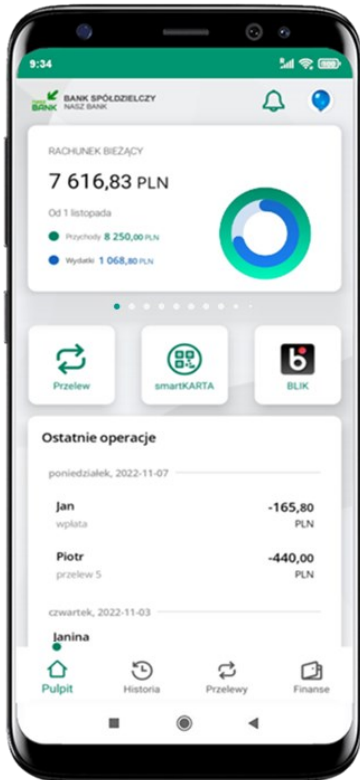 9:34
BANK SPÓŁDZIELCZY
NASZ BANK
RACHUNEK BIEŻĄCY
7 616,83 PLN
Od 1 listopada
Przychody 8 250,00 PLN
Wydatki 1 068,80 PLN
Przelew
smartKARTA
BLIK
Ostatnie operacje
poniedziałek, 2022-11-07
Jan -165,80
wpłata PLN
Piotr -440,00
przelew 5 PLN
czwartek, 2022-11-03
Janina
Pulpit Historia Przelewy Finanse